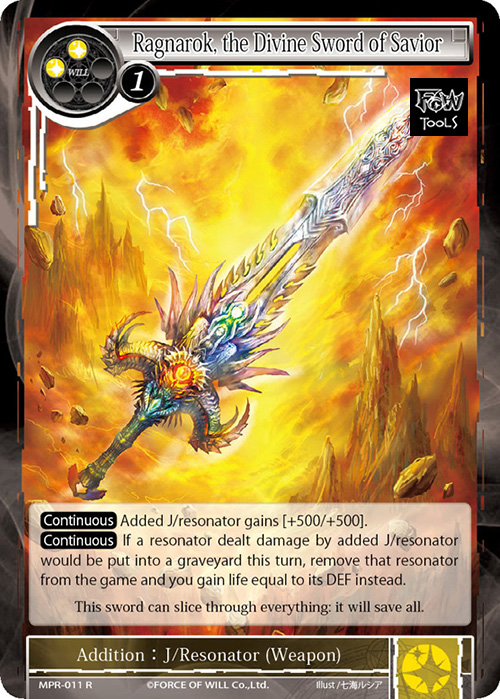 Ragnarok, the Divine Sword of Savior
WILL
1
FOW
TOOLS
Continuous Added J/resonator gains [+500/+500].
Continuous If a resonator dealt damage by added J/resonator
would be put into a graveyard this turn, remove that resonator
from the game and you gain life equal to its DEF instead.
This sword can slice through everything: it will save all.
Addition : J/Resonator (Weapon)
MPR-011 R ©FORCE OF WILL Co.,Ltd. Illust /七海ルシア